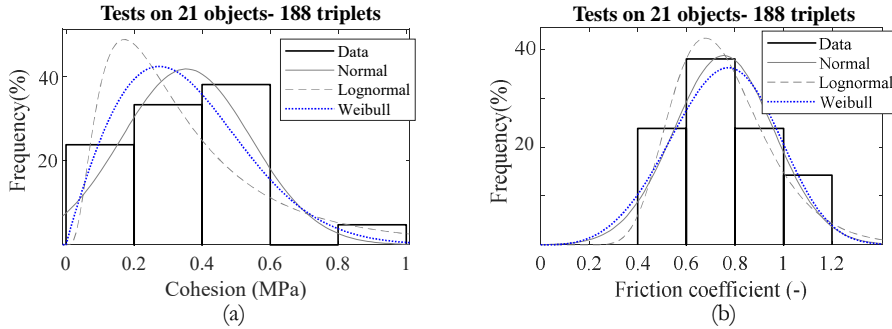 Tests on 21 objects- 188 triplets
Frequency(%)
40
20
Data
Normal
Lognormal
Weibull
0 0.2 0.4 0.6 0.8 1
Cohesion (MPa)
(a)
Tests on 21 objects- 188 triplets
Frequency(%)
40
20
0
Data
Normal
Lognormal
Weibull
0 0.2 0.4 0.6 0.8 1 1.2
Friction coefficient (-)
(b)